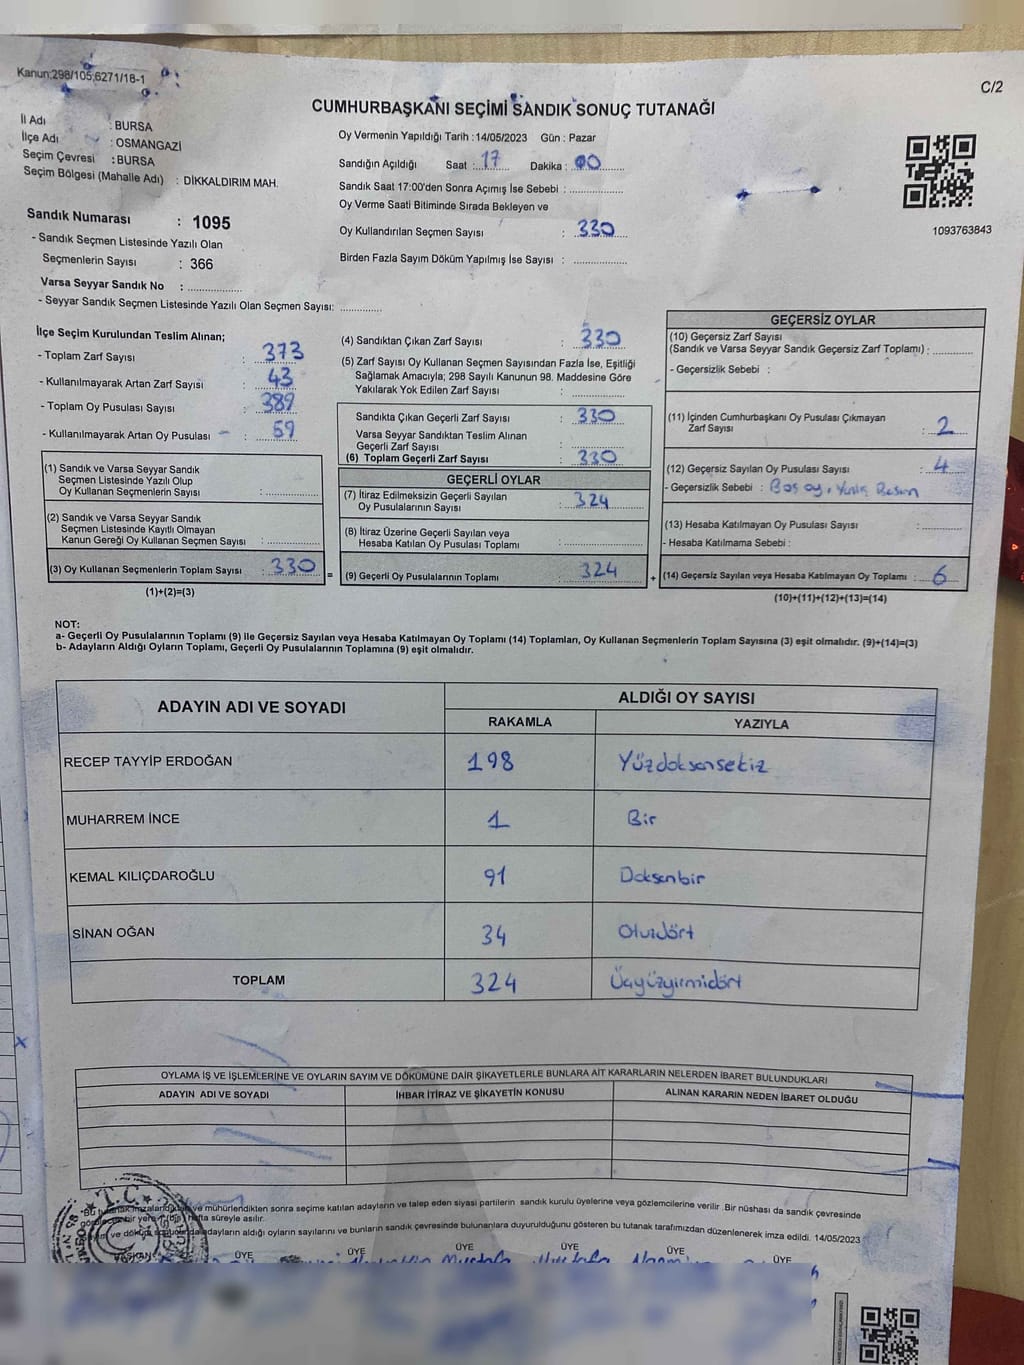 Kanun:298/105,6271/18-1
C/2
CUMHURBAŞKANI SEÇİMİ SANDIK SONUÇ TUTANAĞI
İl Adı : BURSA
İlçe Adı : OSMANGAZİ
Seçim Çevresi : BURSA
Seçim Bölgesi (Mahalle Adı) : DİKKALDIRIM MAH.
Sandık Numarası : 1095
- Sandık Seçmen Listesinde Yazılı Olan
Seçmenlerin Sayısı : 366
Varsa Seyyar Sandık No : ..................
- Seyyar Sandık Seçmen Listesinde Yazılı Olan Seçmen Sayısı: ..............
Oy Vermenin Yapıldığı Tarih : 14/05/2023 Gün : Pazar
Sandığın Açıldığı Saat : 17 Dakika : 00
Sandık Saat 17:00'den Sonra Açımış İse Sebebi : ..................
Oy Verme Saati Bitiminde Sırada Bekleyen ve
Oy Kullandırılan Seçmen Sayısı : 330
Birden Fazla Sayım Döküm Yapılmış İse Sayısı : ..................
1093763843
İlçe Seçim Kurulundan Teslim Alınan;
- Toplam Zarf Sayısı : 373
- Kullanılmayarak Artan Zarf Sayısı : 43
- Toplam Oy Pusulası Sayısı : 389
- Kullanılmayarak Artan Oy Pusulası : 59
(1) Sandık ve Varsa Seyyar Sandık
Seçmen Listesinde Yazılı Olup
Oy Kullanan Seçmenlerin Sayısı : ..................
(2) Sandık ve Varsa Seyyar Sandık
Seçmen Listesinde Kayıtlı Olmayan
Kanun Gereği Oy Kullanan Seçmen Sayısı : ..................
(3) Oy Kullanan Seçmenlerin Toplam Sayısı : 330 =
(1)+(2)=(3)
(4) Sandıktan Çıkan Zarf Sayısı : 330
(5) Zarf Sayısı Oy Kullanan Seçmen Sayısından Fazla İse, Eşitliği
Sağlamak Amacıyla; 298 Sayılı Kanunun 98. Maddesine Göre
Yakılarak Yok Edilen Zarf Sayısı : ..................
Sandıkta Çıkan Geçerli Zarf Sayısı : 330
Varsa Seyyar Sandıktan Teslim Alınan
Geçerli Zarf Sayısı : ..................
(6) Toplam Geçerli Zarf Sayısı : 330
GEÇERLİ OYLAR
(7) İtiraz Edilmeksizin Geçerli Sayılan
Oy Pusulalarının Sayısı : 324
(8) İtiraz Üzerine Geçerli Sayılan veya
Hesaba Katılan Oy Pusulası Toplamı : ..................
(9) Geçerli Oy Pusulalarının Toplamı : 324 +
GEÇERSİZ OYLAR
(10) Geçersiz Zarf Sayısı
(Sandık ve Varsa Seyyar Sandık Geçersiz Zarf Toplamı) : ............
- Geçersizlik Sebebi :
(11) İçinden Cumhurbaşkanı Oy Pusulası Çıkmayan
Zarf Sayısı : 2
(12) Geçersiz Sayılan Oy Pusulası Sayısı : 4
- Geçersizlik Sebebi : Boş oy,
(13) Hesaba Katılmayan Oy Pusulası Sayısı : ............
- Hesaba Katılmama Sebebi :
(14) Geçersiz Sayılan veya Hesaba Katılmayan Oy Toplamı : 6
(10)+(11)+(12)+(13)=(14)
NOT:
a- Geçerli Oy Pusulalarının Toplamı (9) ile Geçersiz Sayılan veya Hesaba Katılmayan Oy Toplamı (14) Toplamları, Oy Kullanan Seçmenlerin Toplam Sayısına (3) eşit olmalıdır. (9)+(14)=(3)
b- Adayların Aldığı Oyların Toplamı, Geçerli Oy Pusulalarının Toplamına (9) eşit olmalıdır.
ADAYIN ADI VE SOYADI
ALDIĞI OY SAYISI
RAKAMLA YAZIYLA
RECEP TAYYİP ERDOĞAN 198 Yüzdoksensekiz
MUHARREM İNCE 1 Bir
KEMAL KILIÇDAROĞLU 91 Doksenbir
SİNAN OĞAN 34 Otuzdört
TOPLAM 324 Üçyüzyirmidört
OYLAMA İŞ VE İŞLEMLERİNE VE OYLARIN SAYIM VE DÖKÜMÜNE DAİR ŞİKAYETLERLE BUNLARA AİT KARARLARIN NELERDEN İBARET BULUNDUKLARI
ADAYIN ADI VE SOYADI İHBAR İTİRAZ VE ŞİKAYETİN KONUSU ALINAN KARARIN NEDEN İBARET OLDUĞU
T.C.
ve mühürlendikten sonra seçime katılan adayların ve talep eden siyasi partilerin sandık kurulu üyelerine veya gözlemcilerine verilir .Bir nüshası da sandık çevresinde
hafta süreyle asılır.
adayların aldığı oyların sayılarını ve bunların sandık çevresinde bulunanlara duyurulduğunu gösteren bu tutanak tarafımızdan düzenlenerek imza edildi. 14/05/2023
BAŞKAN ÜYE ÜYE ÜYE ÜYE ÜYE ÜYE
Mustafa Mustafa